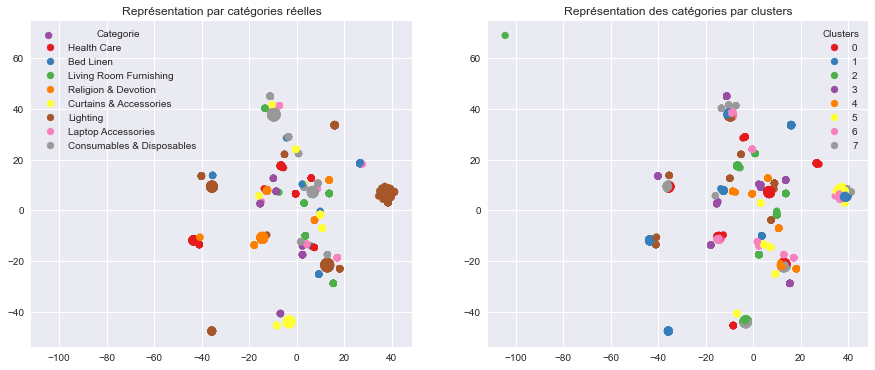 Représentation par catégories réelles
Categorie
Health Care
Bed Linen
Living Room Furnishing
Religion & Devotion
Curtains & Accessories
Lighting
Laptop Accessories
Consumables & Disposables
60
40
20
0
−20
−40
−100 −80 −60 −40 −20 0 20 40
Représentation des catégories par clusters
Clusters
0
1
2
3
4
5
6
7
60
40
20
0
−20
−40
−100 −80 −60 −40 −20 0 20 40